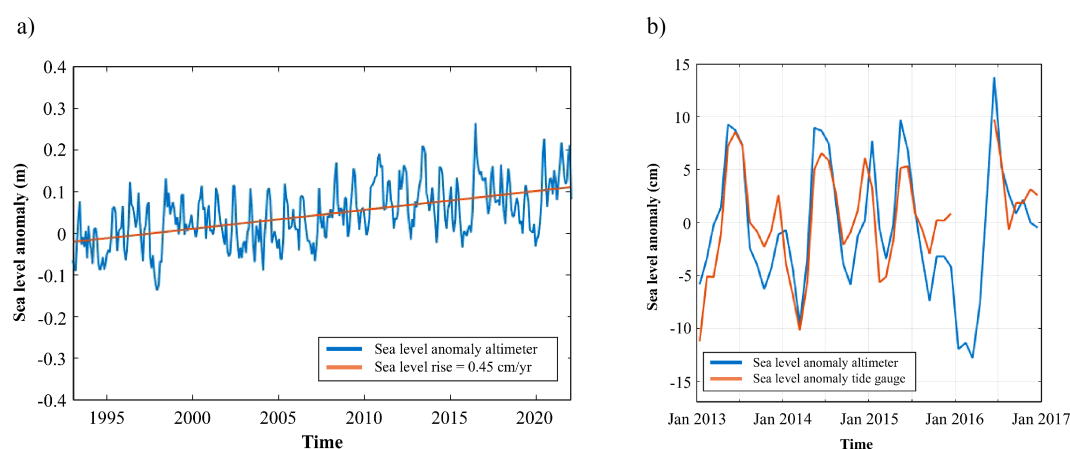 a)
Sea level anomaly (m)
0.4
0.3
0.2
0.1
0
-0.1
-0.2
-0.3
-0.4
Sea level anomaly altimeter
Sea level rise = 0.45 cm/yr
1995 2000 2005 2010 2015 2020
Time
b)
Sea level anomaly (cm)
15
10
5
0
-5
-10
-15
Sea level anomaly altimeter
Sea level anomaly tide gauge
Jan 2013 Jan 2014 Jan 2015 Jan 2016 Jan 2017
Time